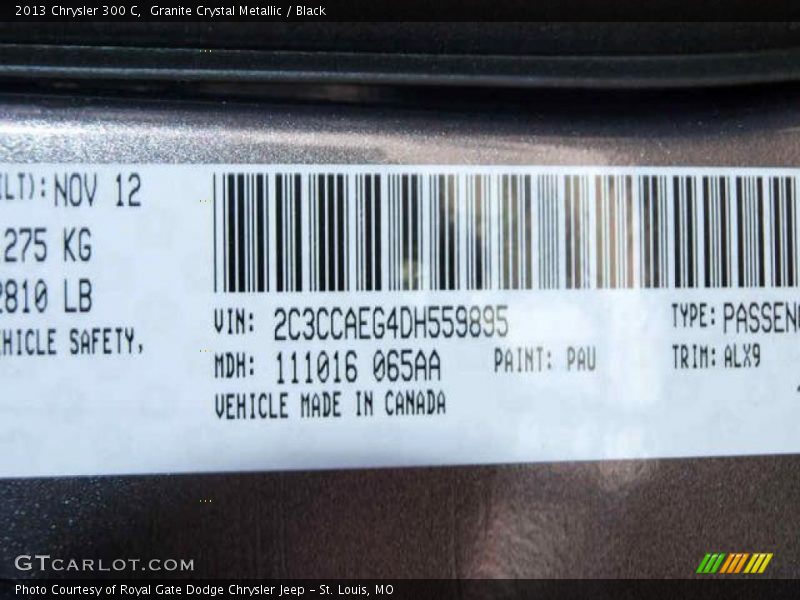 2013 Chrysler 300 C, Granite Crystal Metallic / Black
ILT): NOV 12
275 KG
2810 LB
EHICLE SAFETY,
VIN: 2C3CCAEG4DH559895
TYPE: PASSEN
MDH: 111016 065AA
PAINT: PAU
TRIM: ALX9
VEHICLE MADE IN CANADA
GTCARLOT.COM
Photo Courtesy of Royal Gate Dodge Chrysler Jeep - St. Louis, MO